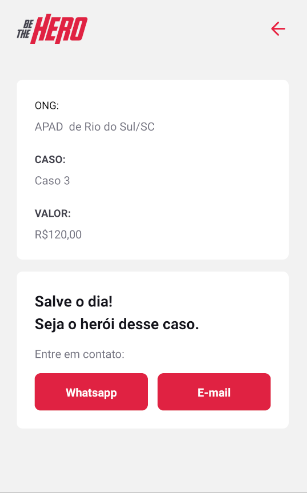 BE
THE HERO
ONG:
APAD  de Rio do Sul/SC
CASO:
Caso 3
VALOR:
R$120,00
Salve o dia!
Seja o herói desse caso.
Entre em contato:
Whatsapp
E-mail